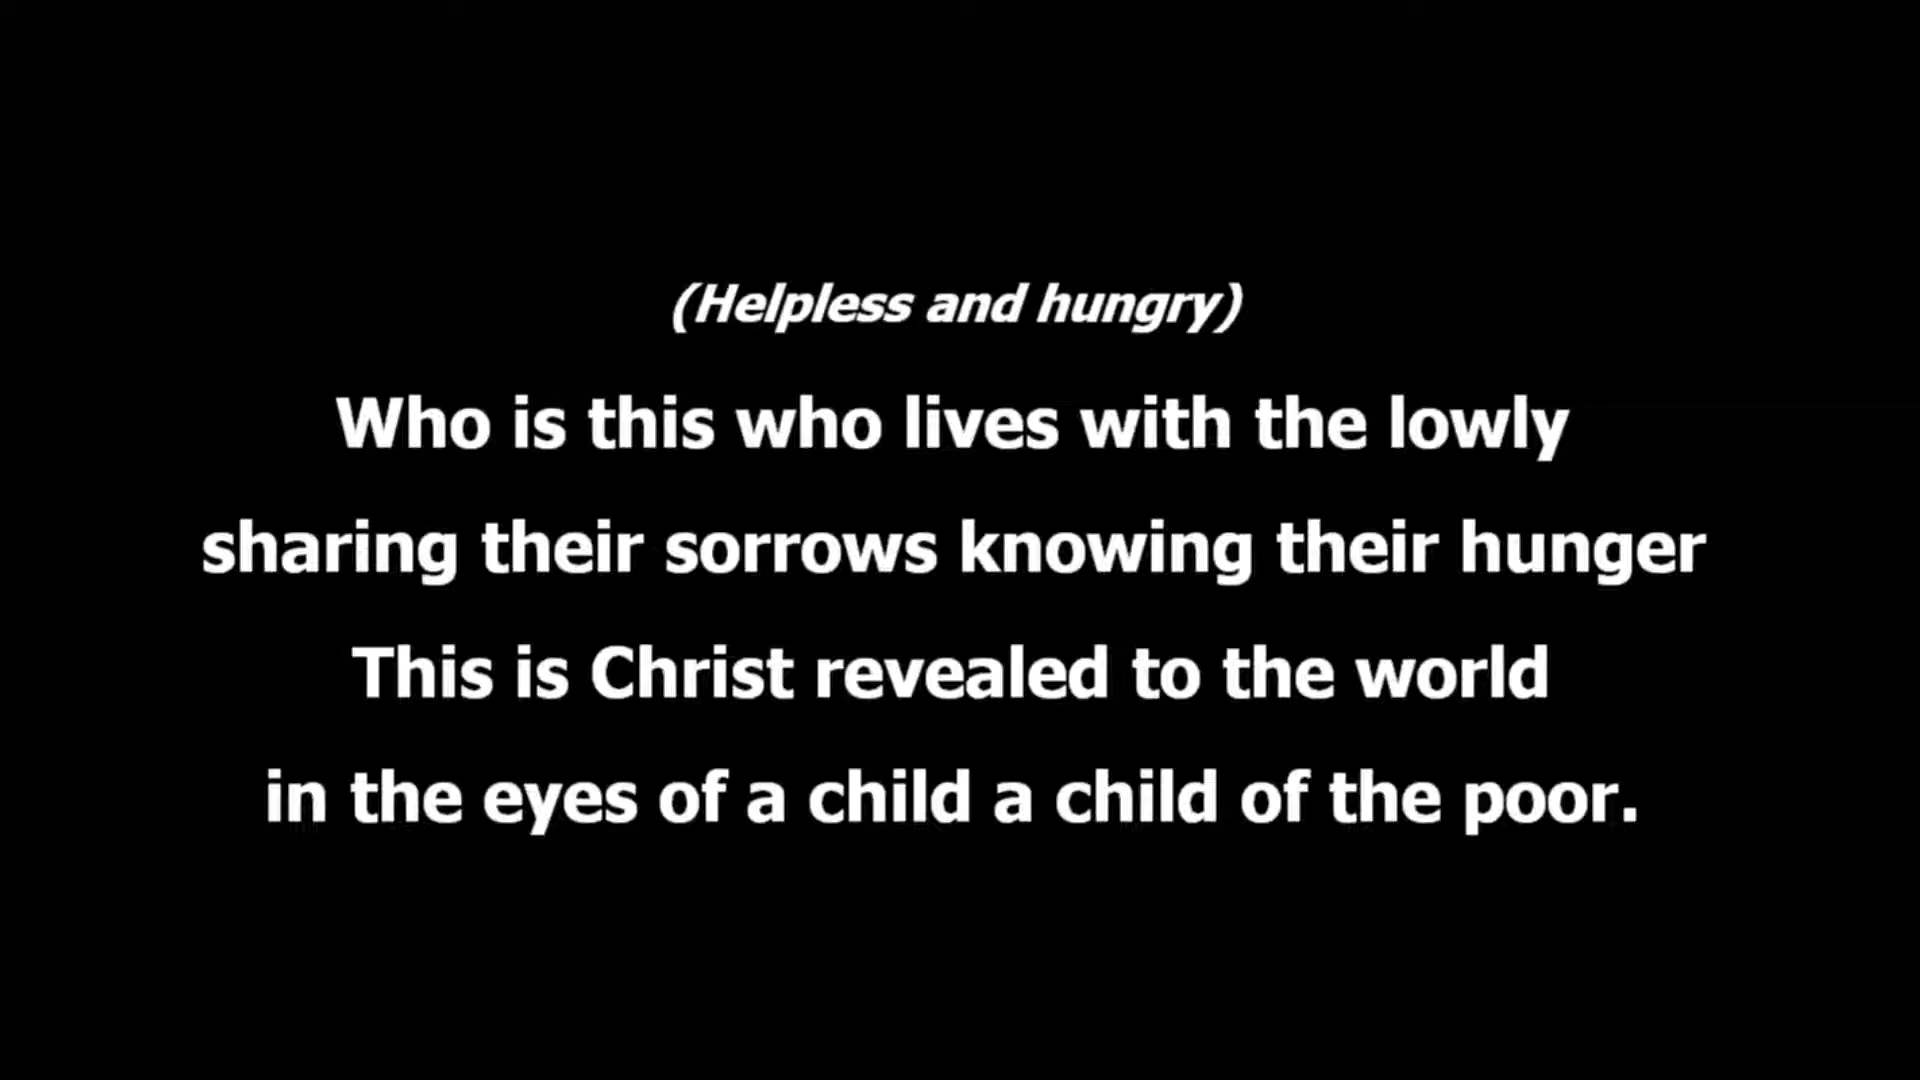 (Helpless and hungry)
Who is this who lives with the lowly
sharing their sorrows knowing their hunger
This is Christ revealed to the world
in the eyes of a child a child of the poor.